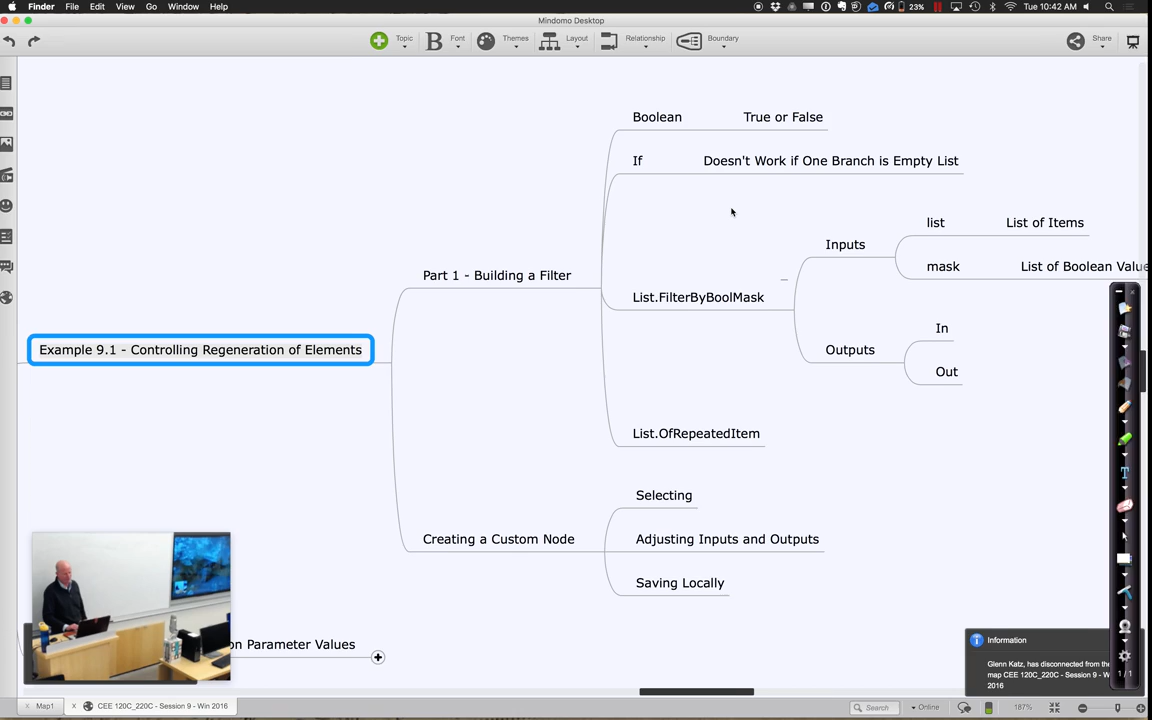 Finder File Edit View Go Window Help 23% Tue 10:42 AM
Mindomo Desktop
Topic Font Themes Layout Relationship Boundary Share
Boolean True or False
If Doesn't Work if One Branch is Empty List
list List of Items
Inputs
mask List of Boolean Value
Part 1 - Building a Filter
List.FilterByBoolMask
In
Outputs
Out
Example 9.1 - Controlling Regeneration of Elements
List.OfRepeatedItem
Selecting
Creating a Custom Node Adjusting Inputs and Outputs
Saving Locally
on Parameter Values
Information
Glenn Katz, has disconnected from the
map CEE 120C_220C - Session 9 - W
2016
1 / 1
Map1 CEE 120C_220C - Session 9 - Win 2016 Search Online 187%